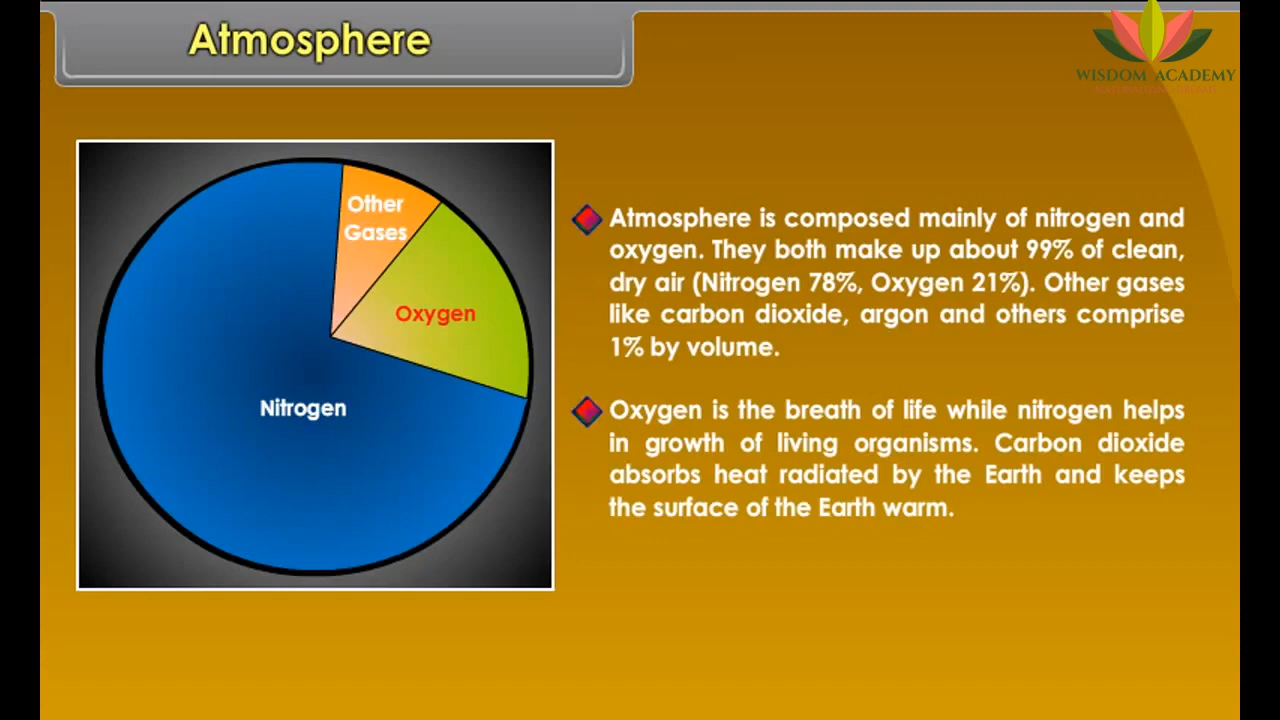 Atmosphere
WISDOM ACADEMY
Other
Gases
Oxygen
Nitrogen
Atmosphere is composed mainly of nitrogen and
oxygen. They both make up about 99% of clean,
dry air (Nitrogen 78%, Oxygen 21%). Other gases
like carbon dioxide, argon and others comprise
1% by volume.
Oxygen is the breath of life while nitrogen helps
in growth of living organisms. Carbon dioxide
absorbs heat radiated by the Earth and keeps
the surface of the Earth warm.